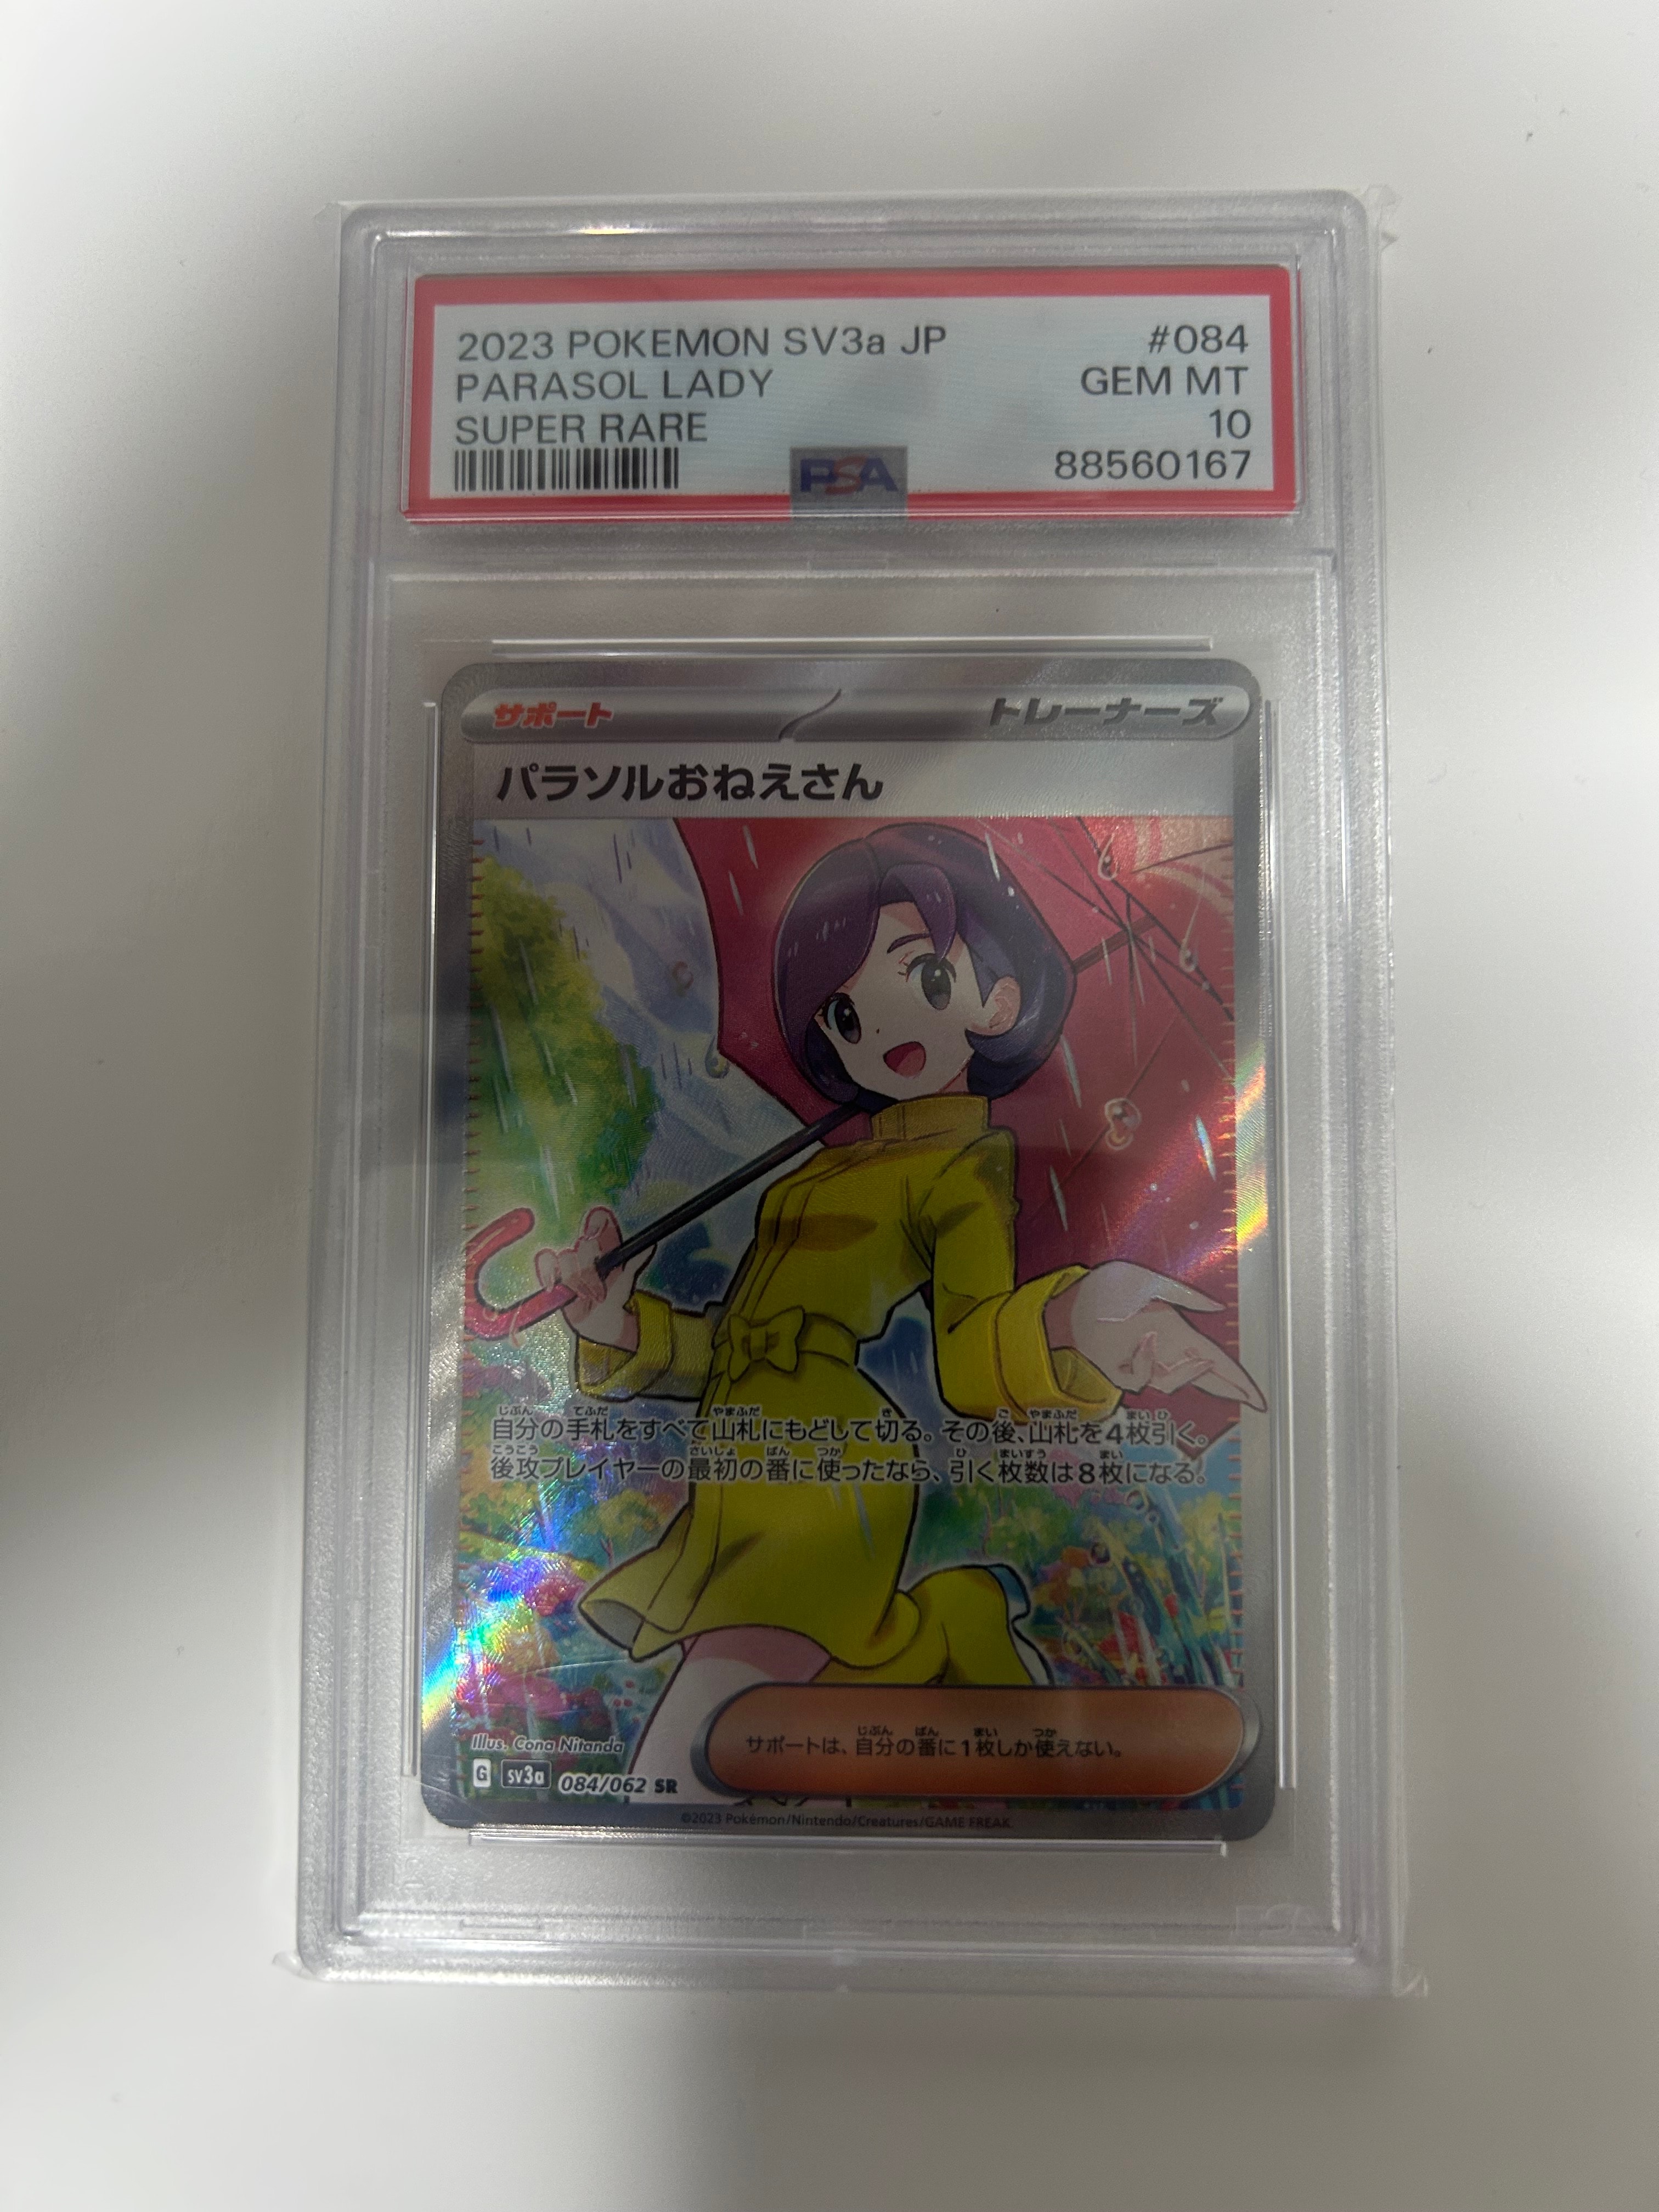 2023 POKEMON SV3a JP #084
PARASOL LADY GEM MT
SUPER RARE 10
PSA 88560167
サポート トレーナーズ
パラソルおねえさん
自分の手札をすべて山札にもどして切る。その後、山札を4枚引く。
後攻プレイヤーの最初の番に使ったなら、引く枚数は8枚になる。
サポートは、自分の番に1枚しか使えない。
Illus. Cona Nitanda
G SV3a 084/062 SR
©2023 Pokémon/Nintendo/Creatures/GAME FREAK